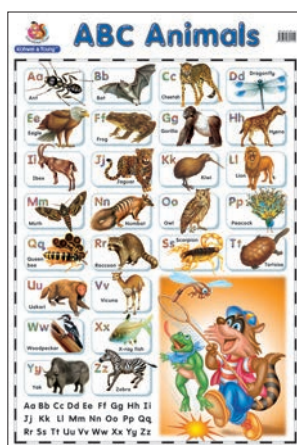 ABC Animals
Aa Ant
Bb Bat
Cc Cheetah
Dd Dragonfly
Ee Eagle
Ff Frog
Gg Gorilla
Hh Hyena
Ii Ibex
Jj Jaguar
Kk Kiwi
Ll Lion
Mm Moth
Nn Numbat
Oo Owl
Pp Peacock
Qq Queen bee
Rr Raccoon
Ss Scorpion
Tt Tortoise
Uu Uakari
Vv Vicuna
Ww Woodpecker
Xx X-ray fish
Yy Yak
Zz Zebra
Aa Bb Cc Dd Ee Ff Gg Hh Ii
Jj Kk Ll Mm Nn Oo Pp Qq
Rr Ss Tt Uu Vv Ww Xx Yy Zz